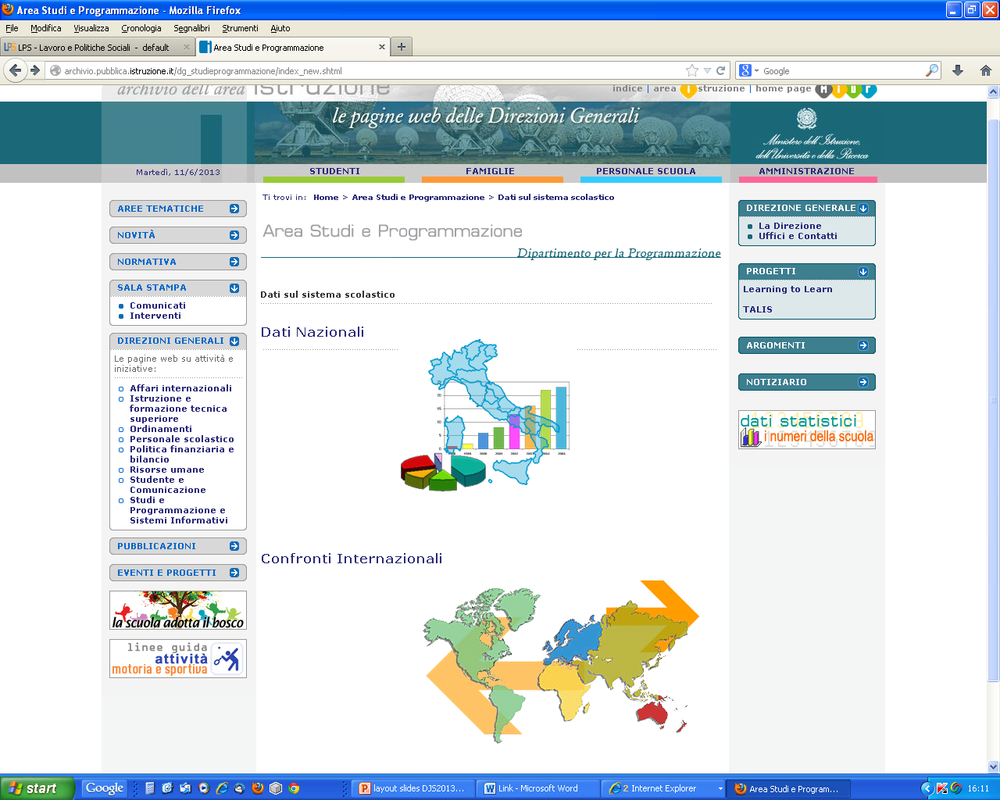 Area Studi e Programmazione - Mozilla Firefox
File Modifica Visualizza Cronologia Segnalibri Strumenti Aiuto
LPS - Lavoro e Politiche Sociali - default
Area Studi e Programmazione
archivio.pubblica.istruzione.it/dg_studieprogrammazione/index_new.shtml
Google
archivio dell'area istruzione
indice | area istruzione | home page miur
le pagine web delle Direzioni Generali
Ministero dell'Istruzione,
dell'Università e della Ricerca
Martedì, 11/6/2013
STUDENTI
FAMIGLIE
PERSONALE SCUOLA
AMMINISTRAZIONE
AREE TEMATICHE
NOVITÀ
NORMATIVA
SALA STAMPA
Comunicati
Interventi
DIREZIONI GENERALI
Le pagine web su attività e
iniziative:
Affari internazionali
Istruzione e
formazione tecnica
superiore
Ordinamenti
Personale scolastico
Politica finanziaria e
bilancio
Risorse umane
Studente e
Comunicazione
Studi e
Programmazione e
Sistemi Informativi
PUBBLICAZIONI
EVENTI E PROGETTI
la scuola adotta il bosco
linee guida
attività
motoria e sportiva
Ti trovi in: Home > Area Studi e Programmazione > Dati sul sistema scolastico
Area Studi e Programmazione
Dipartimento per la Programmazione
Dati sul sistema scolastico
Dati Nazionali
Confronti Internazionali
DIREZIONE GENERALE
La Direzione
Uffici e Contatti
PROGETTI
Learning to Learn
TALIS
ARGOMENTI
NOTIZIARIO
dati statistici
i numeri della scuola
start
Google
layout slides DJS2013...
Link - Microsoft Word
2 Internet Explorer
Area Studi e Program...
16:11